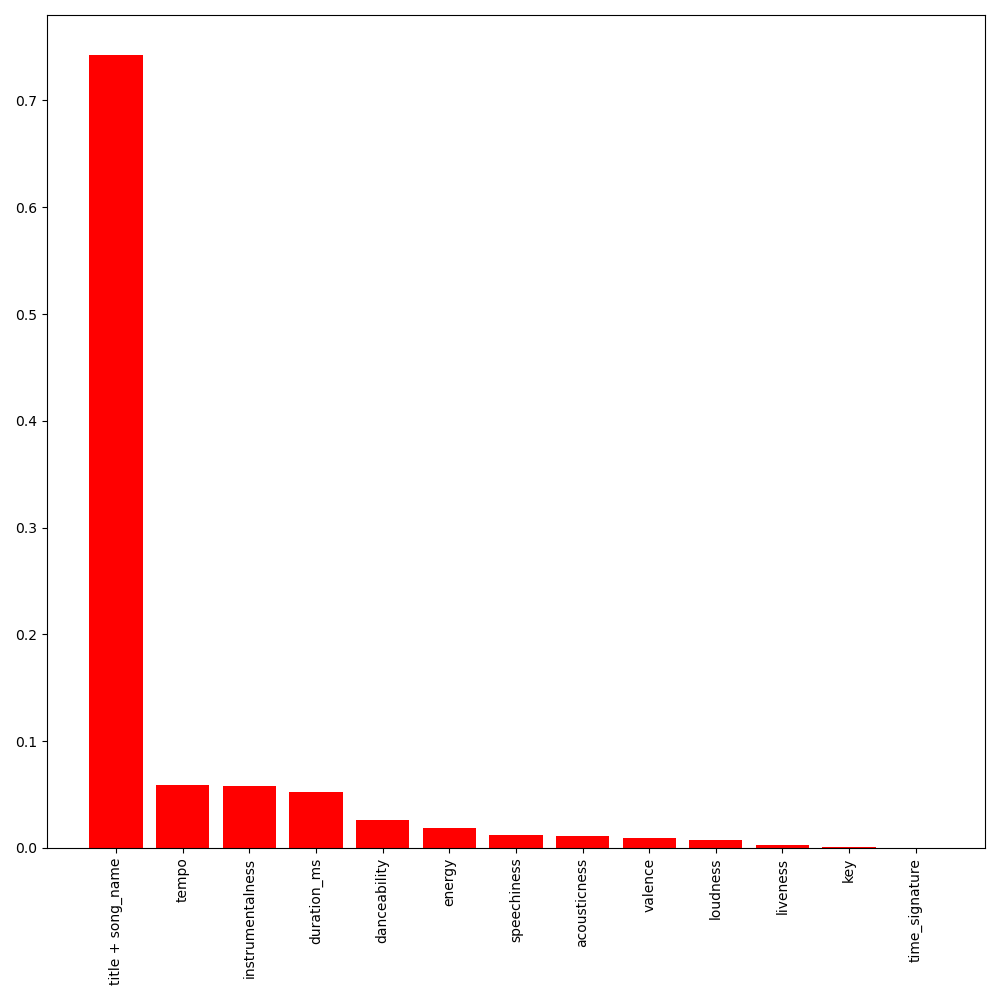 0.7
0.6
0.5
0.4
0.3
0.2
0.1
0.0
title + song_name
tempo
instrumentalness
duration_ms
danceability
energy
speechiness
acousticness
valence
loudness
liveness
key
time_signature